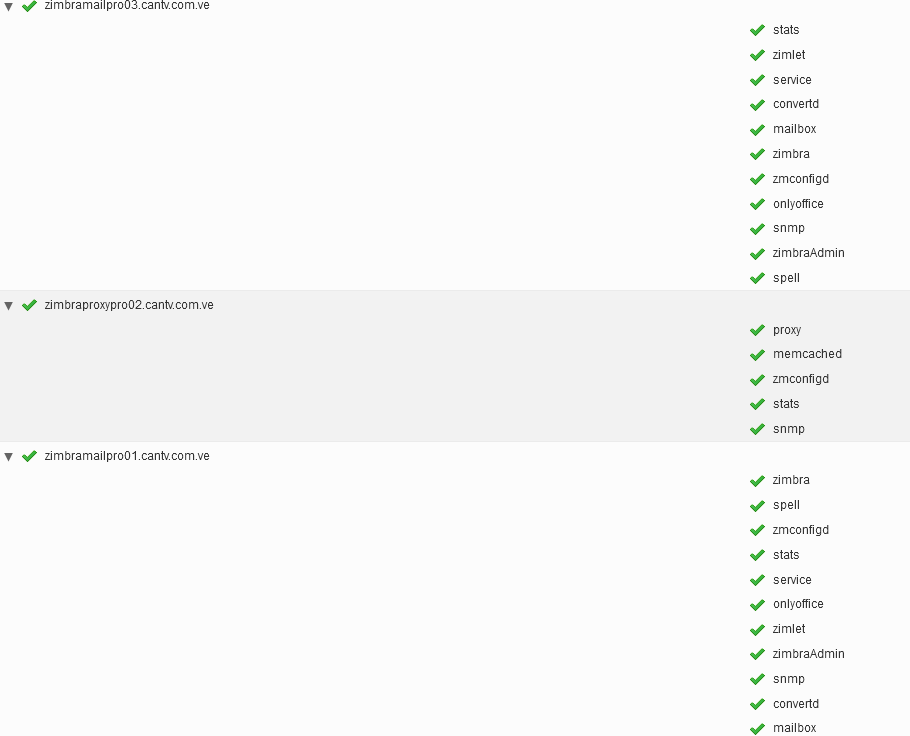 zimbramailpro03.cantv.com.ve
stats
zimlet
service
convertd
mailbox
zimbra
zmconfigd
onlyoffice
snmp
zimbraAdmin
spell
zimbraproxypro02.cantv.com.ve
proxy
memcached
zmconfigd
stats
snmp
zimbramailpro01.cantv.com.ve
zimbra
spell
zmconfigd
stats
service
onlyoffice
zimlet
zimbraAdmin
snmp
convertd
mailbox